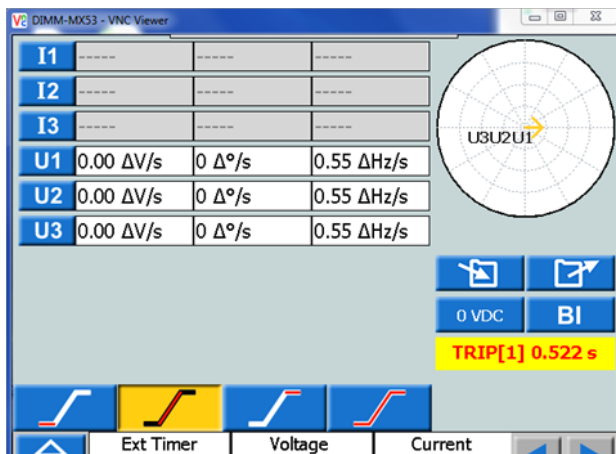 DIMM-MX53 - VNC Viewer
I1 ----- ----- -----
I2 ----- ----- -----
I3 ----- ----- -----
U1 0.00 ΔV/s 0 Δ°/s 0.55 ΔHz/s
U2 0.00 ΔV/s 0 Δ°/s 0.55 ΔHz/s
U3 0.00 ΔV/s 0 Δ°/s 0.55 ΔHz/s
U3U2U1
0 VDC BI
TRIP[1] 0.522 s
Ext Timer Voltage Current